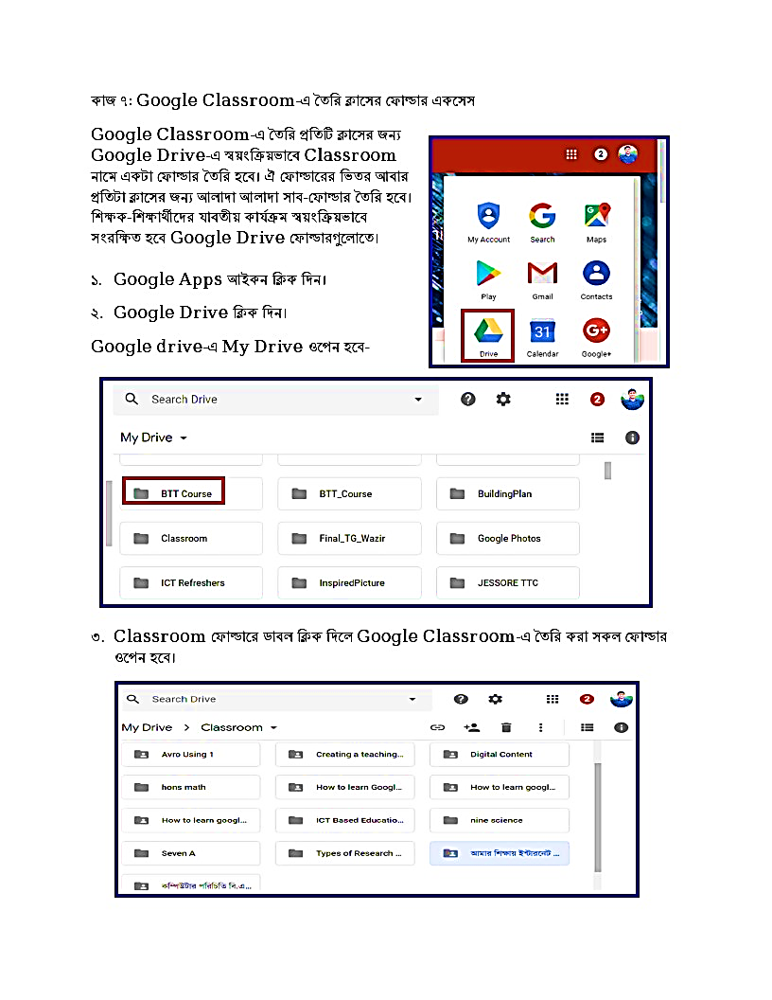 কাজ ৭: Google Classroom-এ তৈরি ক্লাসের ফোল্ডার একসেস
Google Classroom-এ তৈরি প্রতিটি ক্লাসের জন্য
Google Drive-এ স্বয়ংক্রিয়ভাবে Classroom
নামে একটা ফোল্ডার তৈরি হবে। ঐ ফোল্ডারের ভিতর আবার
প্রতিটা ক্লাসের জন্য আলাদা আলাদা সাব-ফোল্ডার তৈরি হবে।
শিক্ষক-শিক্ষার্থীদের যাবতীয় কার্যক্রম স্বয়ংক্রিয়ভাবে
সংরক্ষিত হবে Google Drive ফোল্ডারগুলোতে।
১. Google Apps আইকন ক্লিক দিন।
২. Google Drive ক্লিক দিন।
Google drive-এ My Drive ওপেন হবে-
2
My Account Search Maps
Play Gmail Contacts
31
G+
Drive Calendar Google+
Search Drive 2
My Drive
BTT Course BTT_Course BuildingPlan
Classroom Final_TG_Wazir Google Photos
ICT Refreshers InspiredPicture JESSORE TTC
৩. Classroom ফোল্ডারে ডাবল ক্লিক দিলে Google Classroom-এ তৈরি করা সকল ফোল্ডার
ওপেন হবে।
Search Drive 2
My Drive > Classroom
Avro Using 1 Creating a teaching... Digital Content
hons math How to learn Googl... How to learn googl...
How to learn googl... ICT Based Educatio... nine science
Seven A Types of Research ... আমার শিক্ষায় ইন্টারনেট ...
কম্পিউটার পরিচিতি বি.এ...